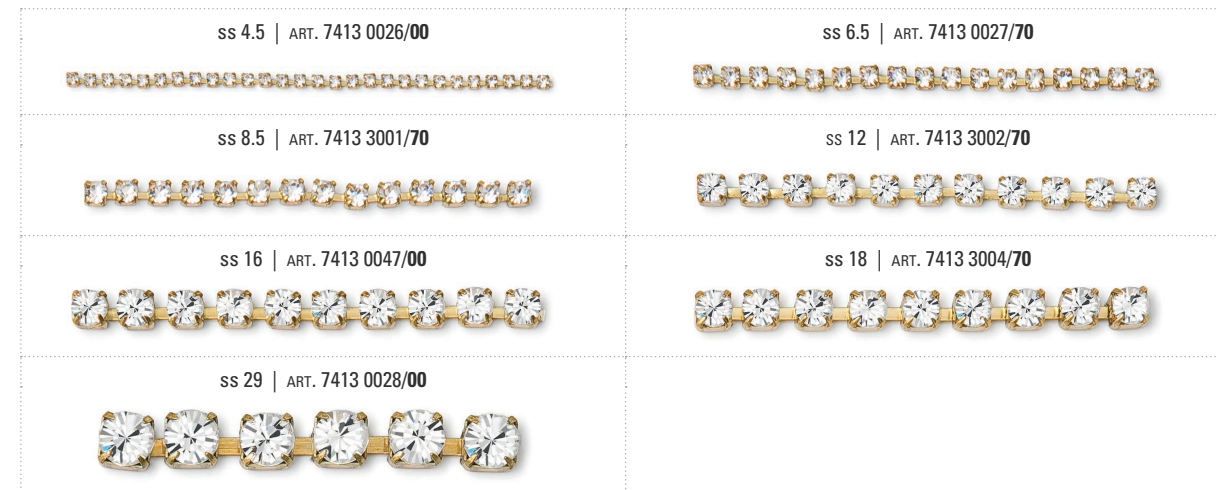 ss 4.5 | ART. 7413 0026/00
ss 6.5 | ART. 7413 0027/70
ss 8.5 | ART. 7413 3001/70
ss 12 | ART. 7413 3002/70
ss 16 | ART. 7413 0047/00
ss 18 | ART. 7413 3004/70
ss 29 | ART. 7413 0028/00